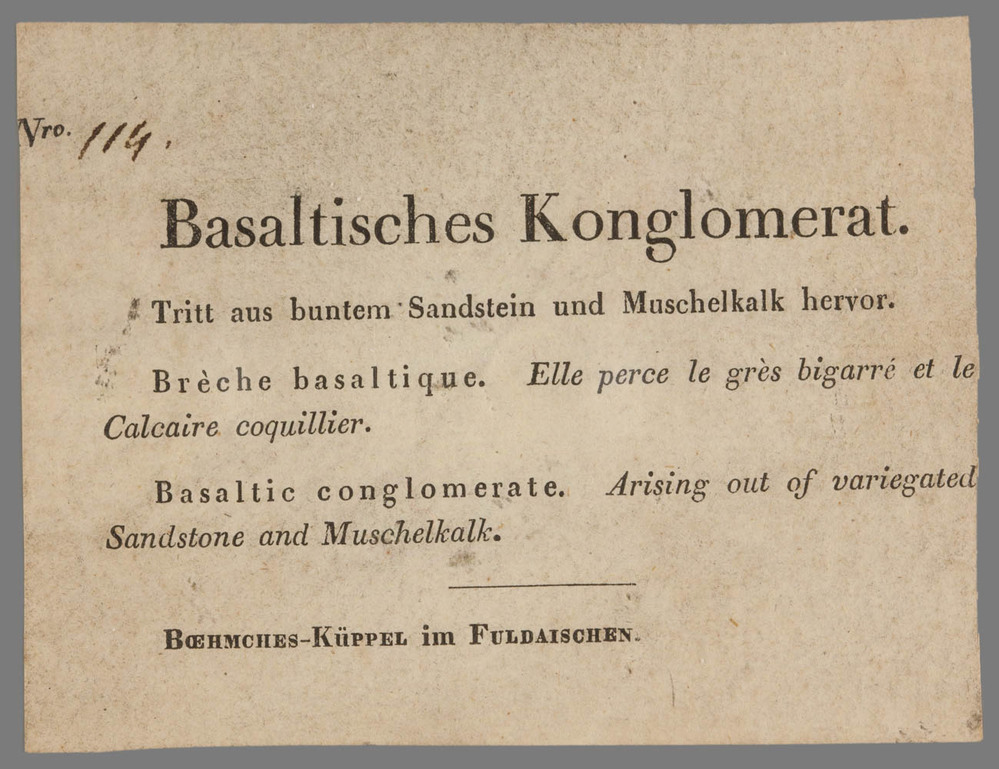 Nro. 114.
Basaltisches Konglomerat.
Tritt aus buntem Sandstein und Muschelkalk hervor.
Brèche basaltique. Elle perce le grès bigarré et le
Calcaire coquillier.
Basaltic conglomerate. Arising out of variegated
Sandstone and Muschelkalk.
Bœhmches-Küppel im Fuldaischen.